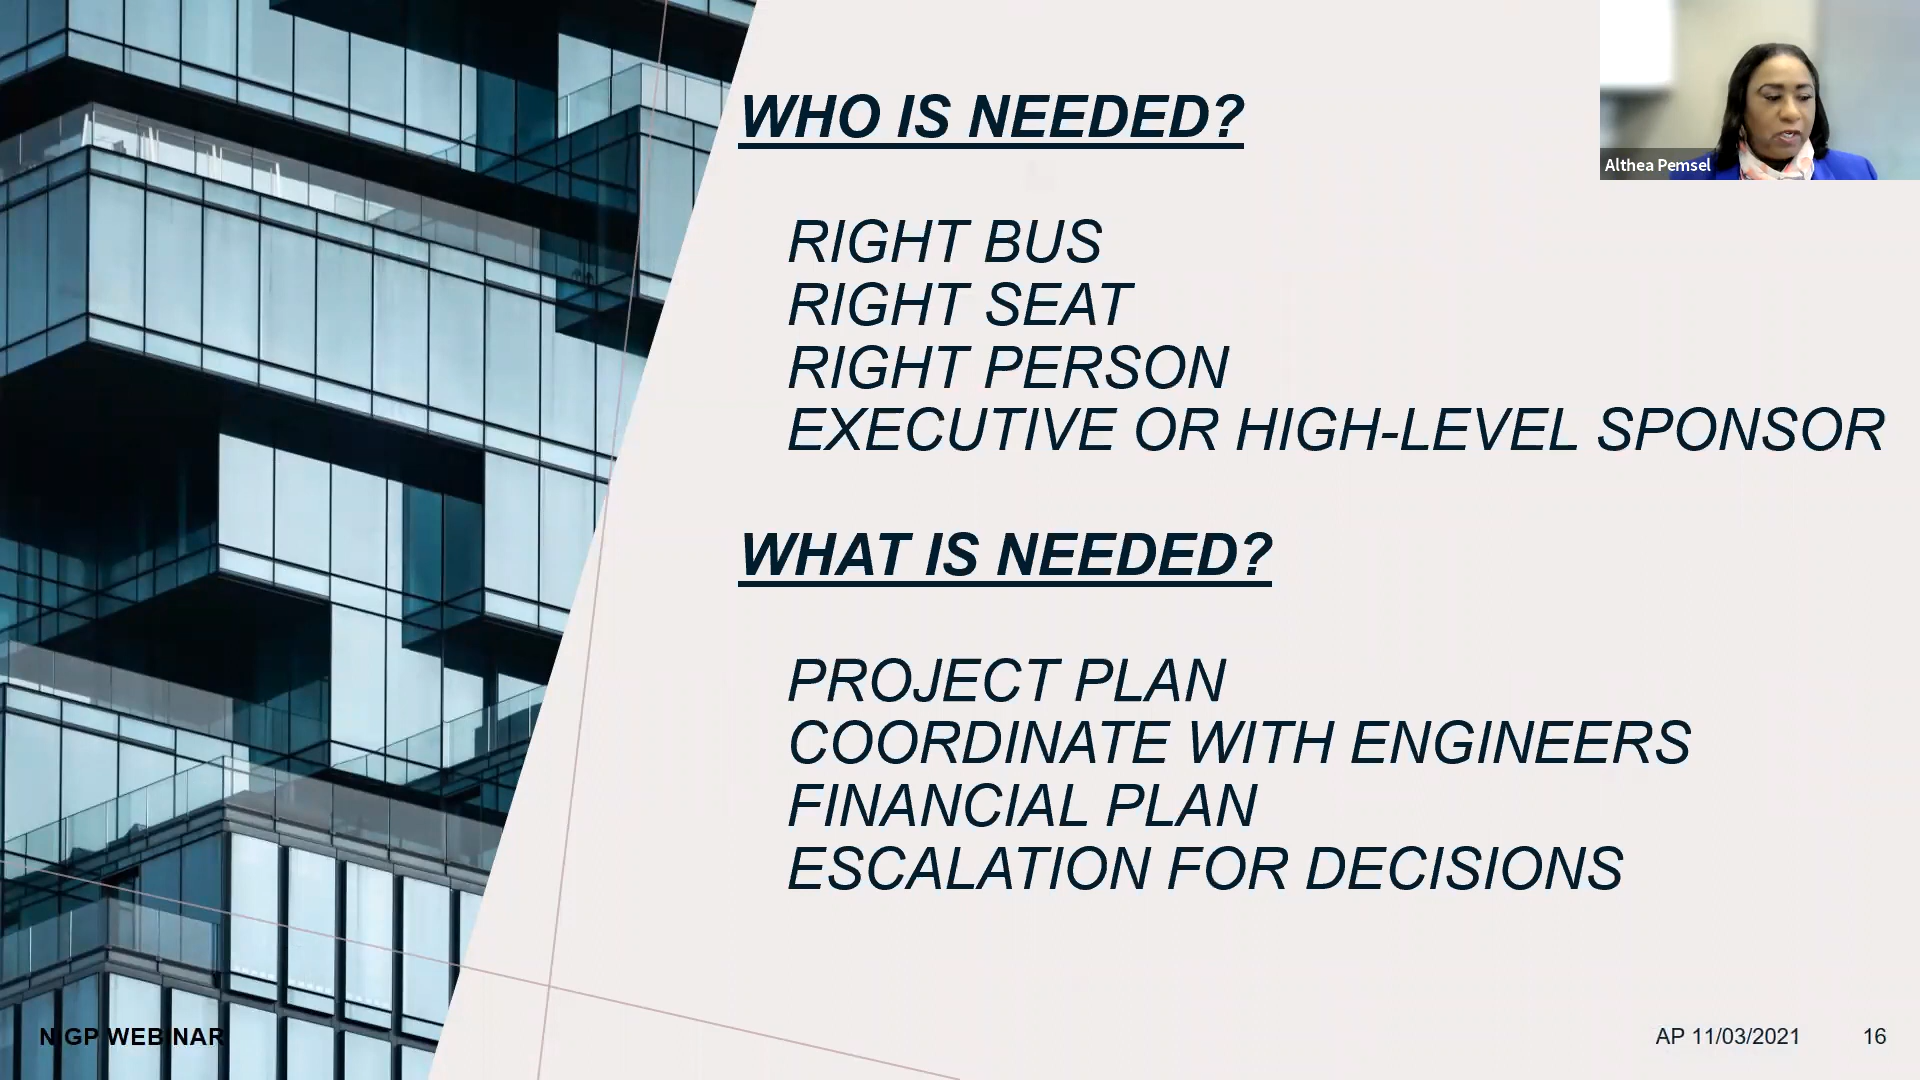 WHO IS NEEDED?
RIGHT BUS
RIGHT SEAT
RIGHT PERSON
EXECUTIVE OR HIGH-LEVEL SPONSOR
WHAT IS NEEDED?
PROJECT PLAN
COORDINATE WITH ENGINEERS
FINANCIAL PLAN
ESCALATION FOR DECISIONS
Althea Pemsel
NIGP WEBINAR
AP 11/03/2021
16